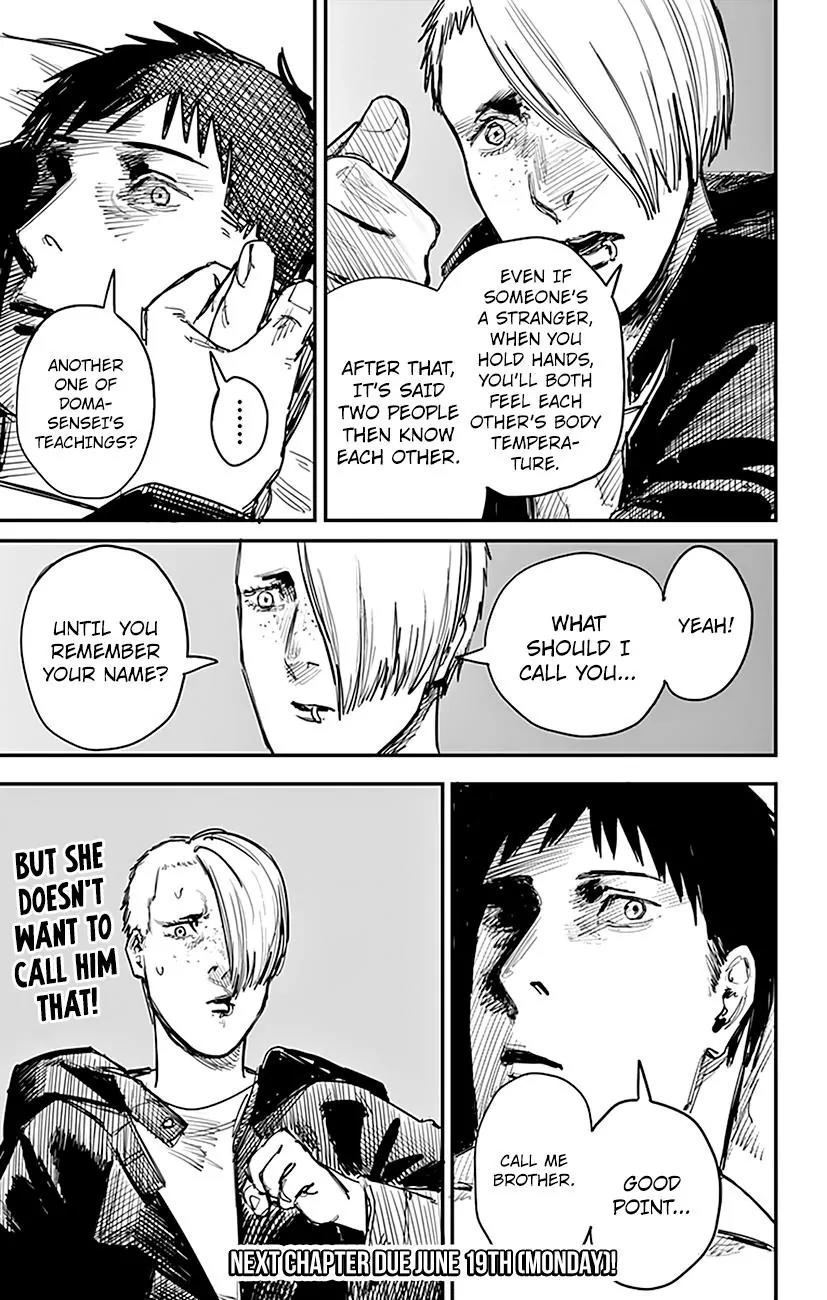 EVEN IF
SOMEONE'S
A STRANGER,
WHEN YOU
HOLD HANDS,
YOU'LL BOTH
FEEL EACH
OTHER'S BODY
TEMPERA-
TURE.
AFTER THAT,
IT'S SAID
TWO PEOPLE
THEN KNOW
EACH OTHER.
.....
ANOTHER
ONE OF
DOMA-
SENSEI'S
TEACHINGS?
YEAH!
WHAT
SHOULD I
CALL YOU...
UNTIL YOU
REMEMBER
YOUR NAME?
GOOD
POINT...
CALL ME
BROTHER.
BUT SHE
DOESN'T
WANT TO
CALL HIM
THAT!
NEXT CHAPTER DUE JUNE 19TH (MONDAY)!